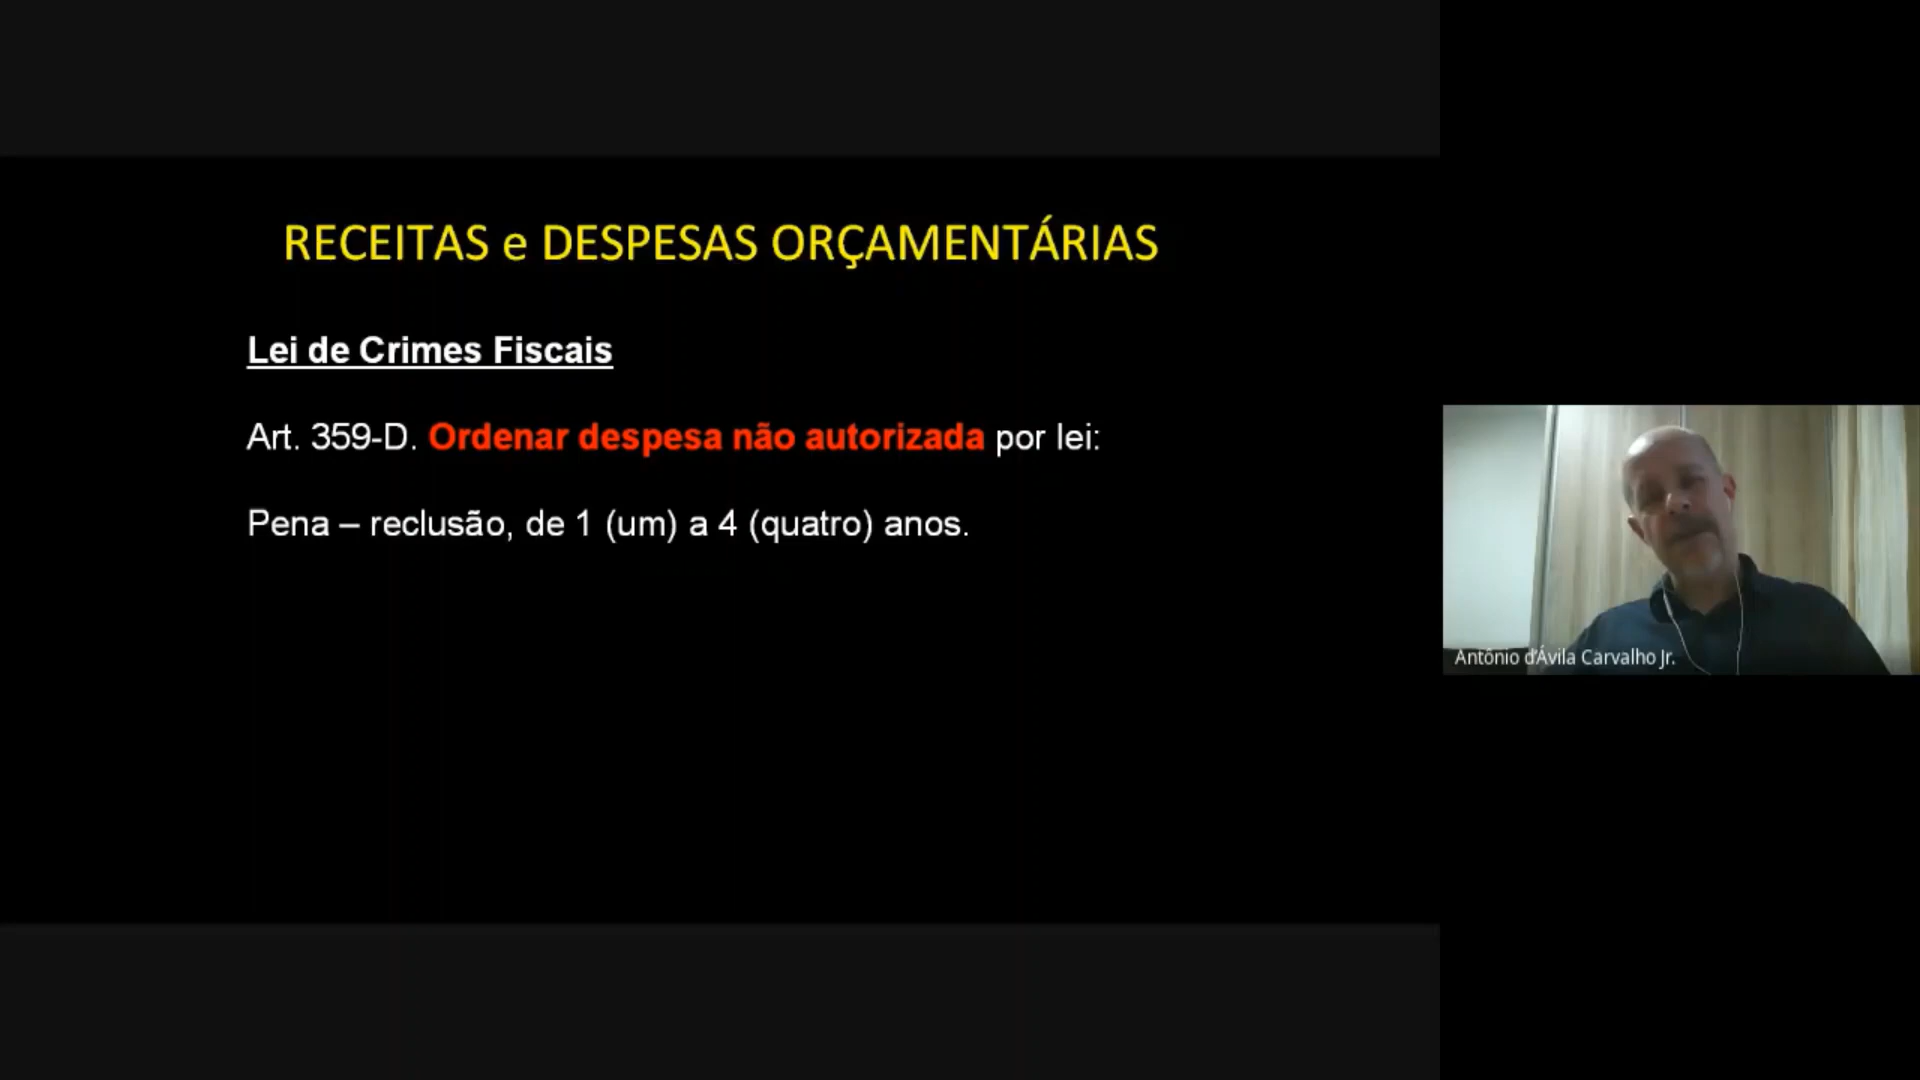 RECEITAS e DESPESAS ORÇAMENTÁRIAS
Lei de Crimes Fiscais
Art. 359-D. Ordenar despesa não autorizada por lei:
Pena – reclusão, de 1 (um) a 4 (quatro) anos.
Antônio d'Ávila Carvalho Jr.